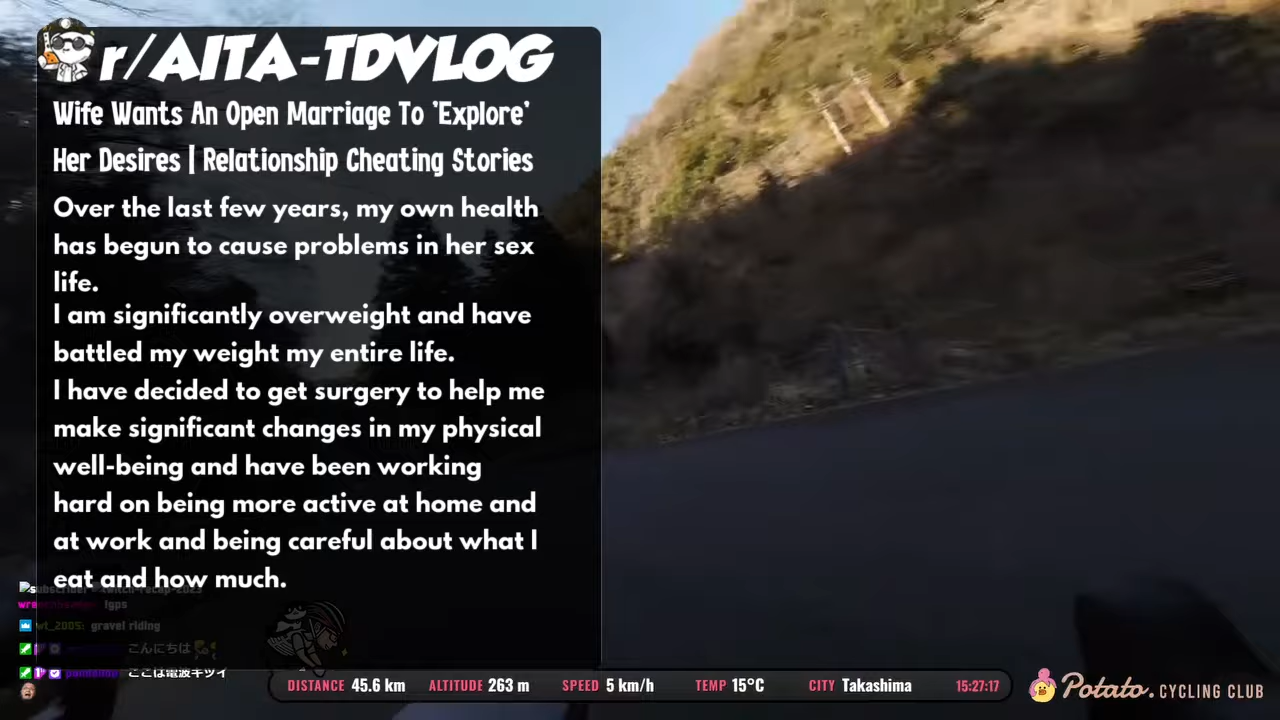 r/AITA-TDVLOG
Wife Wants An Open Marriage To 'Explore'
Her Desires | Relationship Cheating Stories
Over the last few years, my own health
has begun to cause problems in her sex
life.
I am significantly overweight and have
battled my weight my entire life.
I have decided to get surgery to help me
make significant changes in my physical
well-being and have been working
hard on being more active at home and
at work and being careful about what I
eat and how much.
lgps
wt_2005: gravel riding
こんにちは
ここは電波キツイ
DISTANCE 45.6 km ALTITUDE 263 m SPEED 5 km/h TEMP 15°C CITY Takashima 15:27:17
Potato. CYCLING CLUB